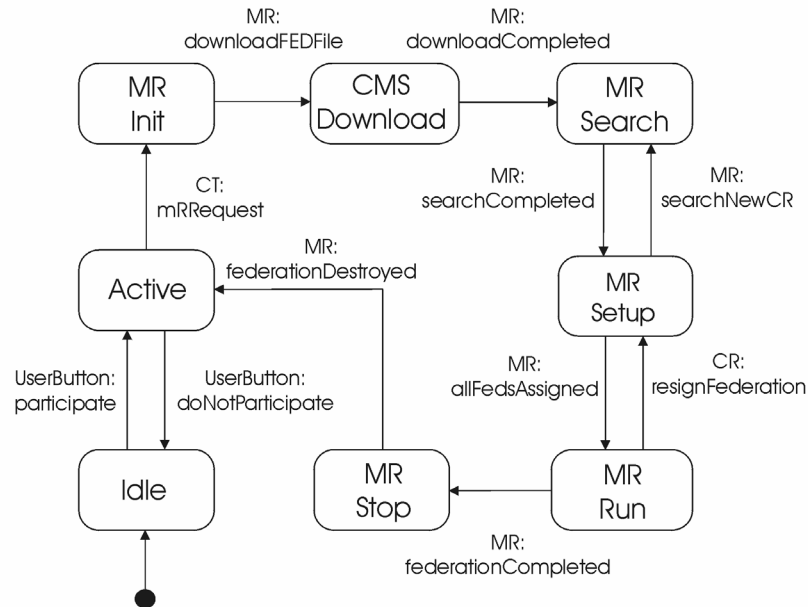 MR:
downloadFEDFile
MR:
downloadCompleted
MR
Init
CMS
Download
MR
Search
CT:
mRRequest
MR:
searchCompleted
MR:
searchNewCR
MR:
federationDestroyed
Active
MR
Setup
UserButton:
participate
UserButton:
doNotParticipate
MR:
allFedsAssigned
CR:
resignFederation
Idle
MR
Stop
MR
Run
MR:
federationCompleted